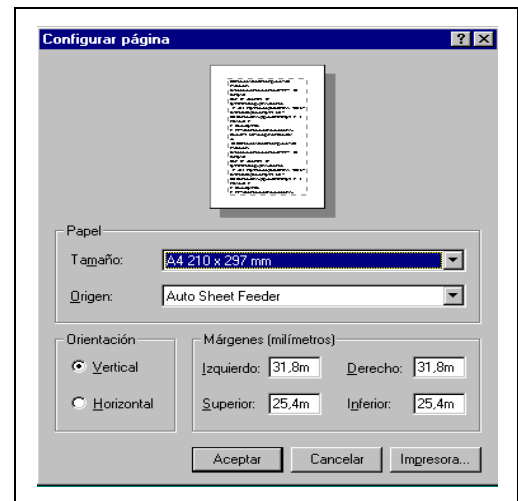 Configurar página
Papel
Tamaño: A4 210 x 297 mm
Origen: Auto Sheet Feeder
Orientación
Vertical
Horizontal
Márgenes (milímetros)
Izquierdo: 31,8m Derecho: 31,8m
Superior: 25,4m Inferior: 25,4m
Aceptar Cancelar Impresora...